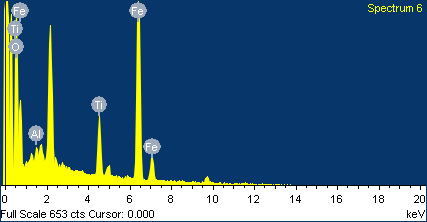 Spectrum 6
Fe
Fe
Ti
O
Al
Ti
Fe
0 2 4 6 8 10 12 14 16 18 20
Full Scale 653 cts Cursor: 0.000 keV